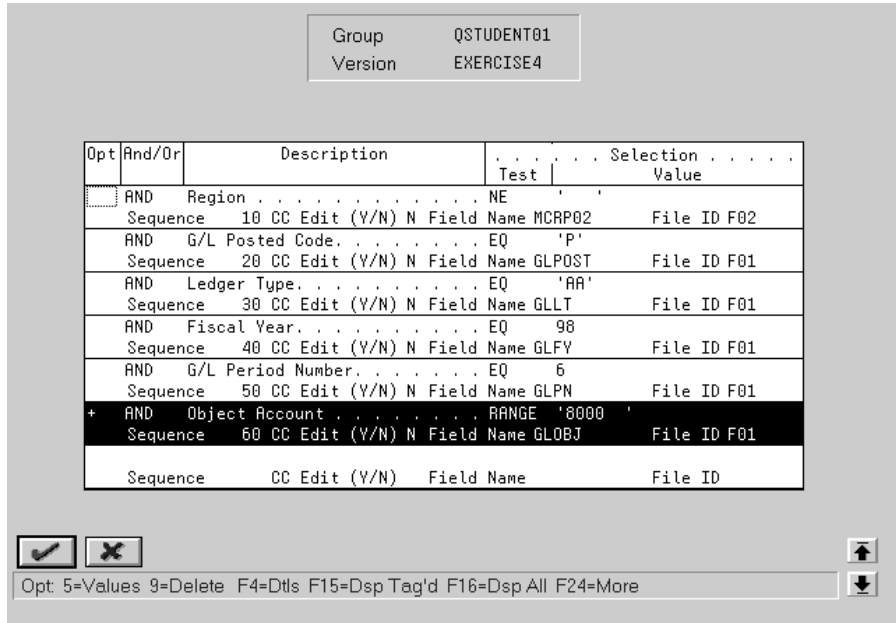 Group QSTUDENT01
Version EXERCISE4
Opt And/Or Description . . . . . . Selection . . . . .
Test Value
AND Region . . . . . . . . . . . . NE ' '
Sequence 10 CC Edit (Y/N) N Field Name MCRP02 File ID F02
AND G/L Posted Code. . . . . . . . EQ 'P'
Sequence 20 CC Edit (Y/N) N Field Name GLPOST File ID F01
AND Ledger Type. . . . . . . . . . EQ 'AA'
Sequence 30 CC Edit (Y/N) N Field Name GLLT File ID F01
AND Fiscal Year. . . . . . . . . . EQ 98
Sequence 40 CC Edit (Y/N) N Field Name GLFY File ID F01
AND G/L Period Number. . . . . . . EQ 6
Sequence 50 CC Edit (Y/N) N Field Name GLPN File ID F01
+ AND Object Account . . . . . . . . RANGE '8000 '
Sequence 60 CC Edit (Y/N) N Field Name GLOBJ File ID F01
Sequence CC Edit (Y/N) Field Name File ID
Opt: 5=Values 9=Delete F4=Dtls F15=Dsp Tag'd F16=Dsp All F24=More